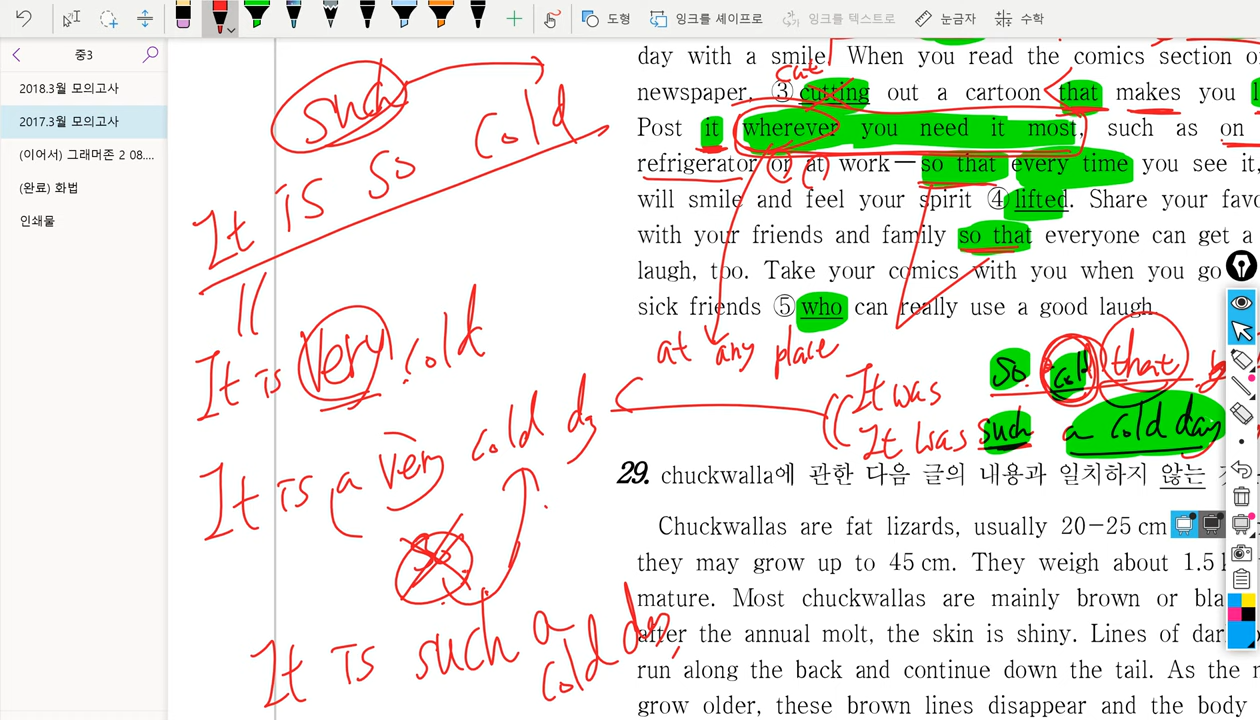 도형
잉크를 셰이프로
잉크를 텍스트로
눈금자
수학
중3
2018.3월 모의고사
2017.3월 모의고사
(이어서) 그래머존 2 08....
(완료) 화법
인쇄물
such
It is so cold
It is very cold
It is a very cold day
so
It is such a
cold day
day with a smile. When you read the comics section of
cut
newspaper, ③ cutting out a cartoon that makes you
Post it wherever you need it most, such as on
refrigerator or at work—so that every time you see it,
will smile and feel your spirit ④ lifted. Share your favo
with your friends and family so that everyone can get a
laugh, too. Take your comics with you when you go
sick friends ⑤ who can really use a good laugh.
at any place
It was so cold that
It was such a cold day
29. chuckwalla에 관한 다음 글의 내용과 일치하지 않는
Chuckwallas are fat lizards, usually 20-25 cm
they may grow up to 45 cm. They weigh about 1.5
mature. Most chuckwallas are mainly brown or bla
after the annual molt, the skin is shiny. Lines of dar
run along the back and continue down the tail. As the
grow older, these brown lines disappear and the body